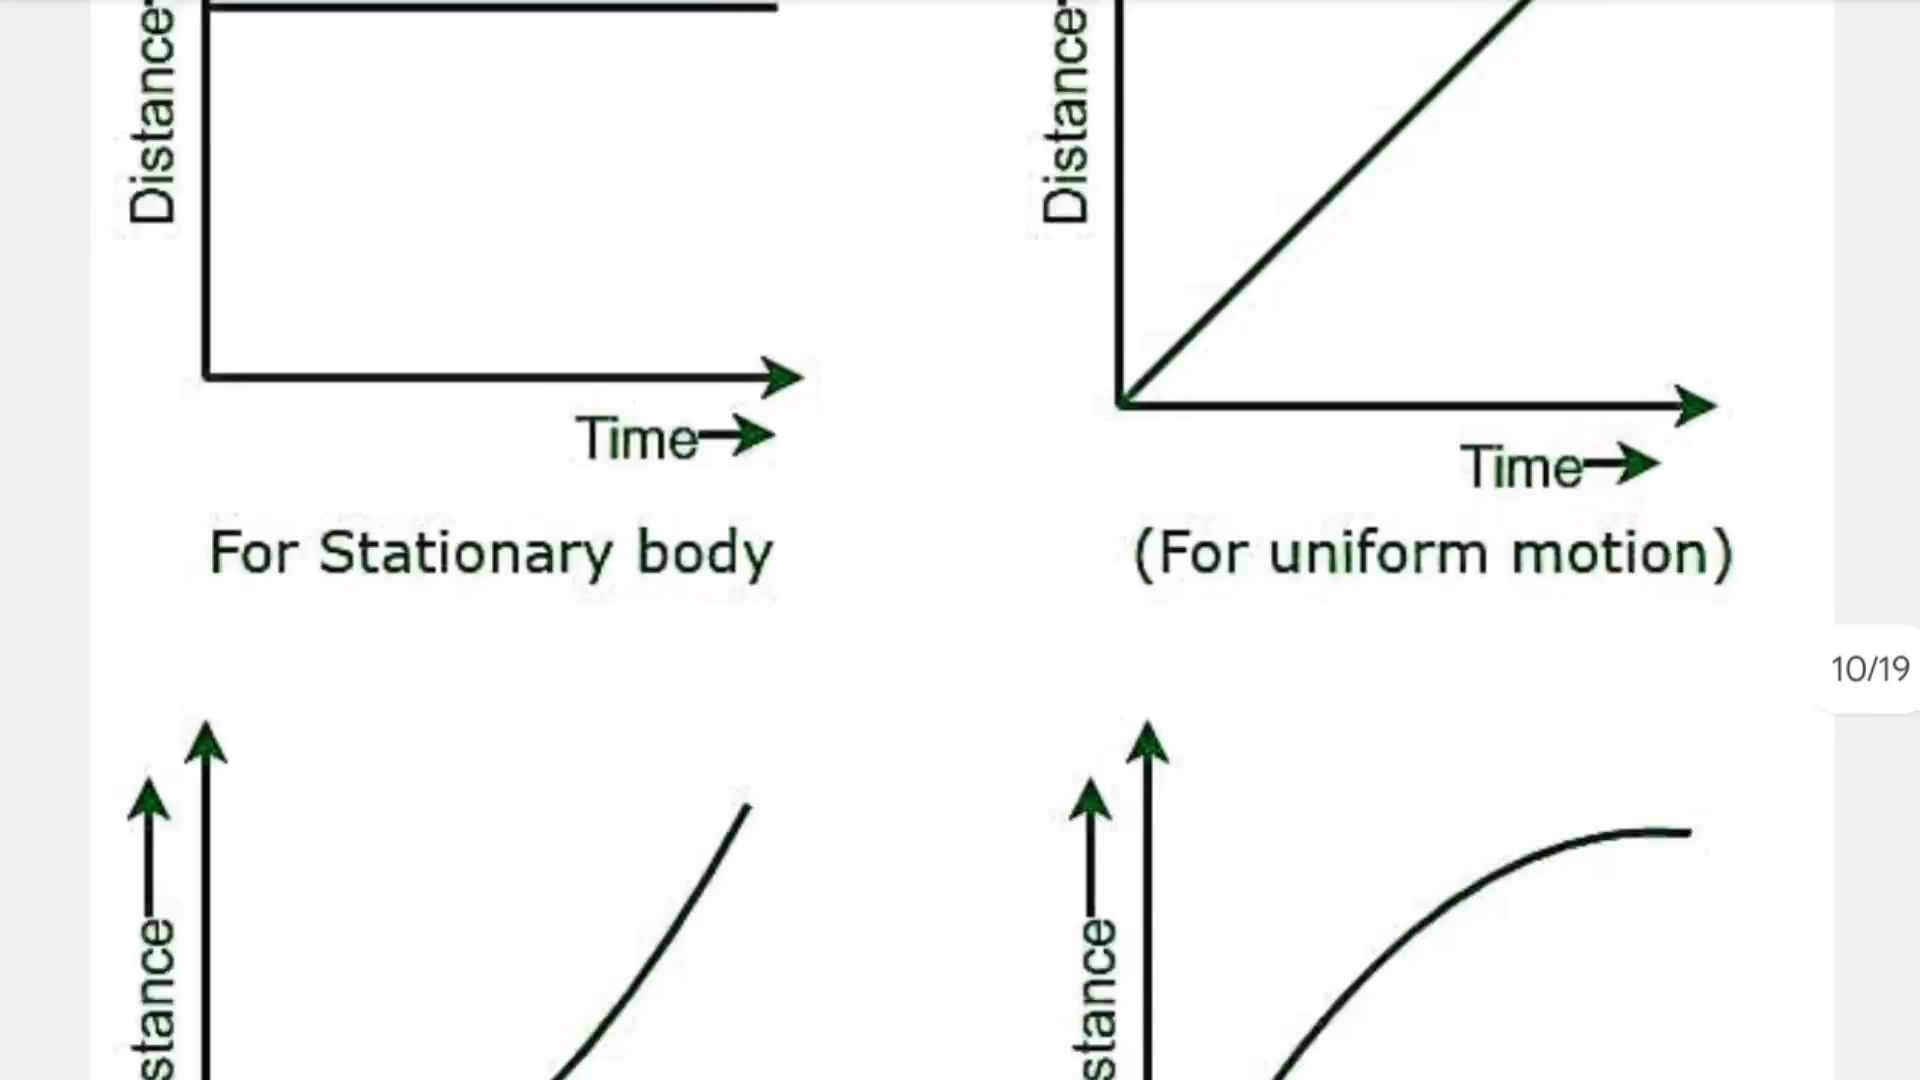 Distance
Distance
Time
Time
For Stationary body
(For uniform motion)
10/19
stance
stance